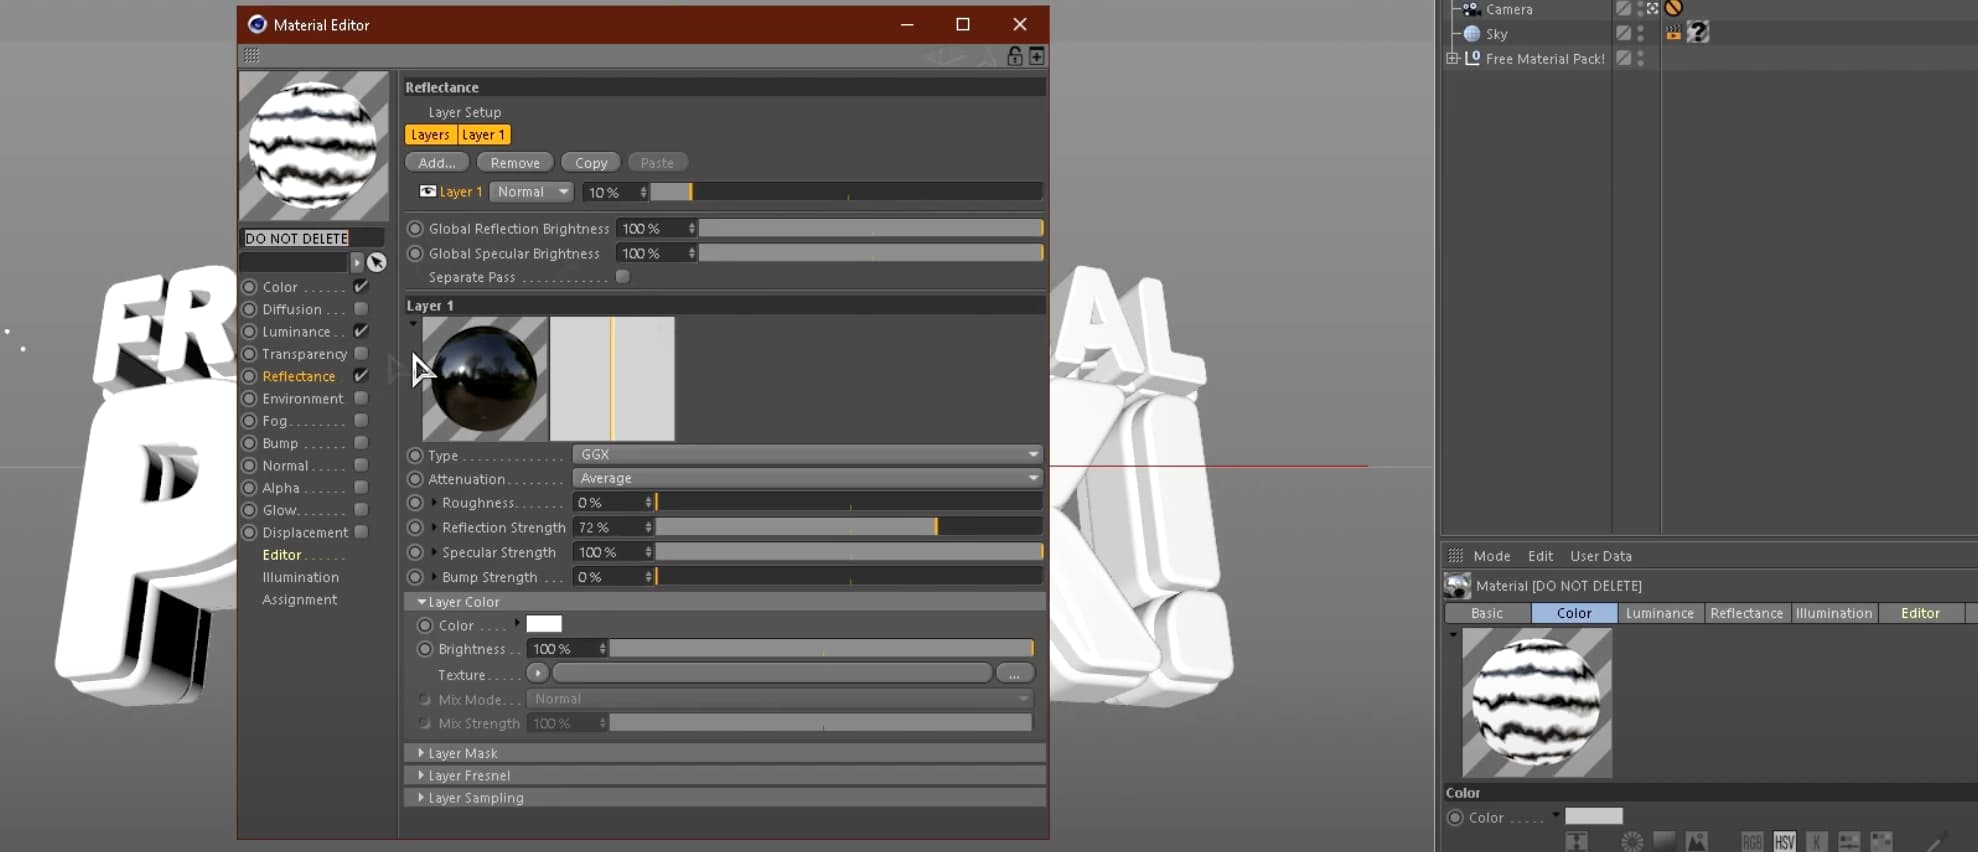 Material Editor
DO NOT DELETE
Color
Diffusion
Luminance
Transparency
Reflectance
Environment
Fog
Bump
Normal
Alpha
Glow
Displacement
Editor
Illumination
Assignment
Reflectance
Layer Setup
Layers Layer 1
Add... Remove Copy Paste
Layer 1 Normal 10 %
Global Reflection Brightness 100 %
Global Specular Brightness 100 %
Separate Pass
Layer 1
Type GGX
Attenuation Average
Roughness 0 %
Reflection Strength 72 %
Specular Strength 100 %
Bump Strength 0 %
Layer Color
Color
Brightness 100 %
Texture ...
Mix Mode Normal
Mix Strength 100 %
Layer Mask
Layer Fresnel
Layer Sampling
FR
AL
P
Camera
Sky
?
Free Material Pack!
Mode Edit User Data
Material [DO NOT DELETE]
Basic Color Luminance Reflectance Illumination Editor
Color
Color
RGB HSV K